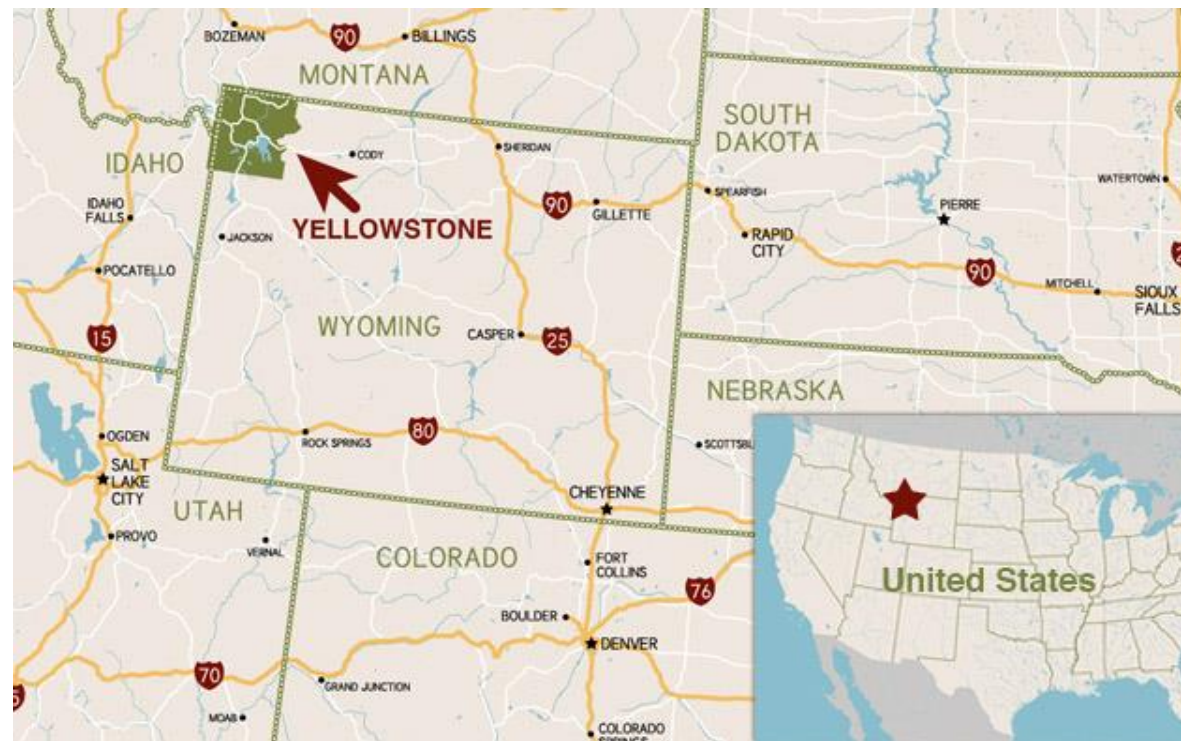 BOZEMAN
90
BILLINGS
MONTANA
SOUTH
DAKOTA
IDAHO
CODY
SHERIDAN
WATERTOWN
SPEARFISH
IDAHO
FALLS
90
GILLETTE
PIERRE
YELLOWSTONE
JACKSON
RAPID
CITY
POCATELLO
90
MITCHELL
SIOUX
FALLS
WYOMING
15
CASPER
25
NEBRASKA
OGDEN
ROCK SPRINGS
80
SCOTTSBL
SALT
LAKE
CITY
CHEYENNE
UTAH
PROVO
VERNAL
COLORADO
FORT
COLLINS
United States
76
BOULDER
DENVER
70
GRAND JUNCTION
MOAB
COLORADO